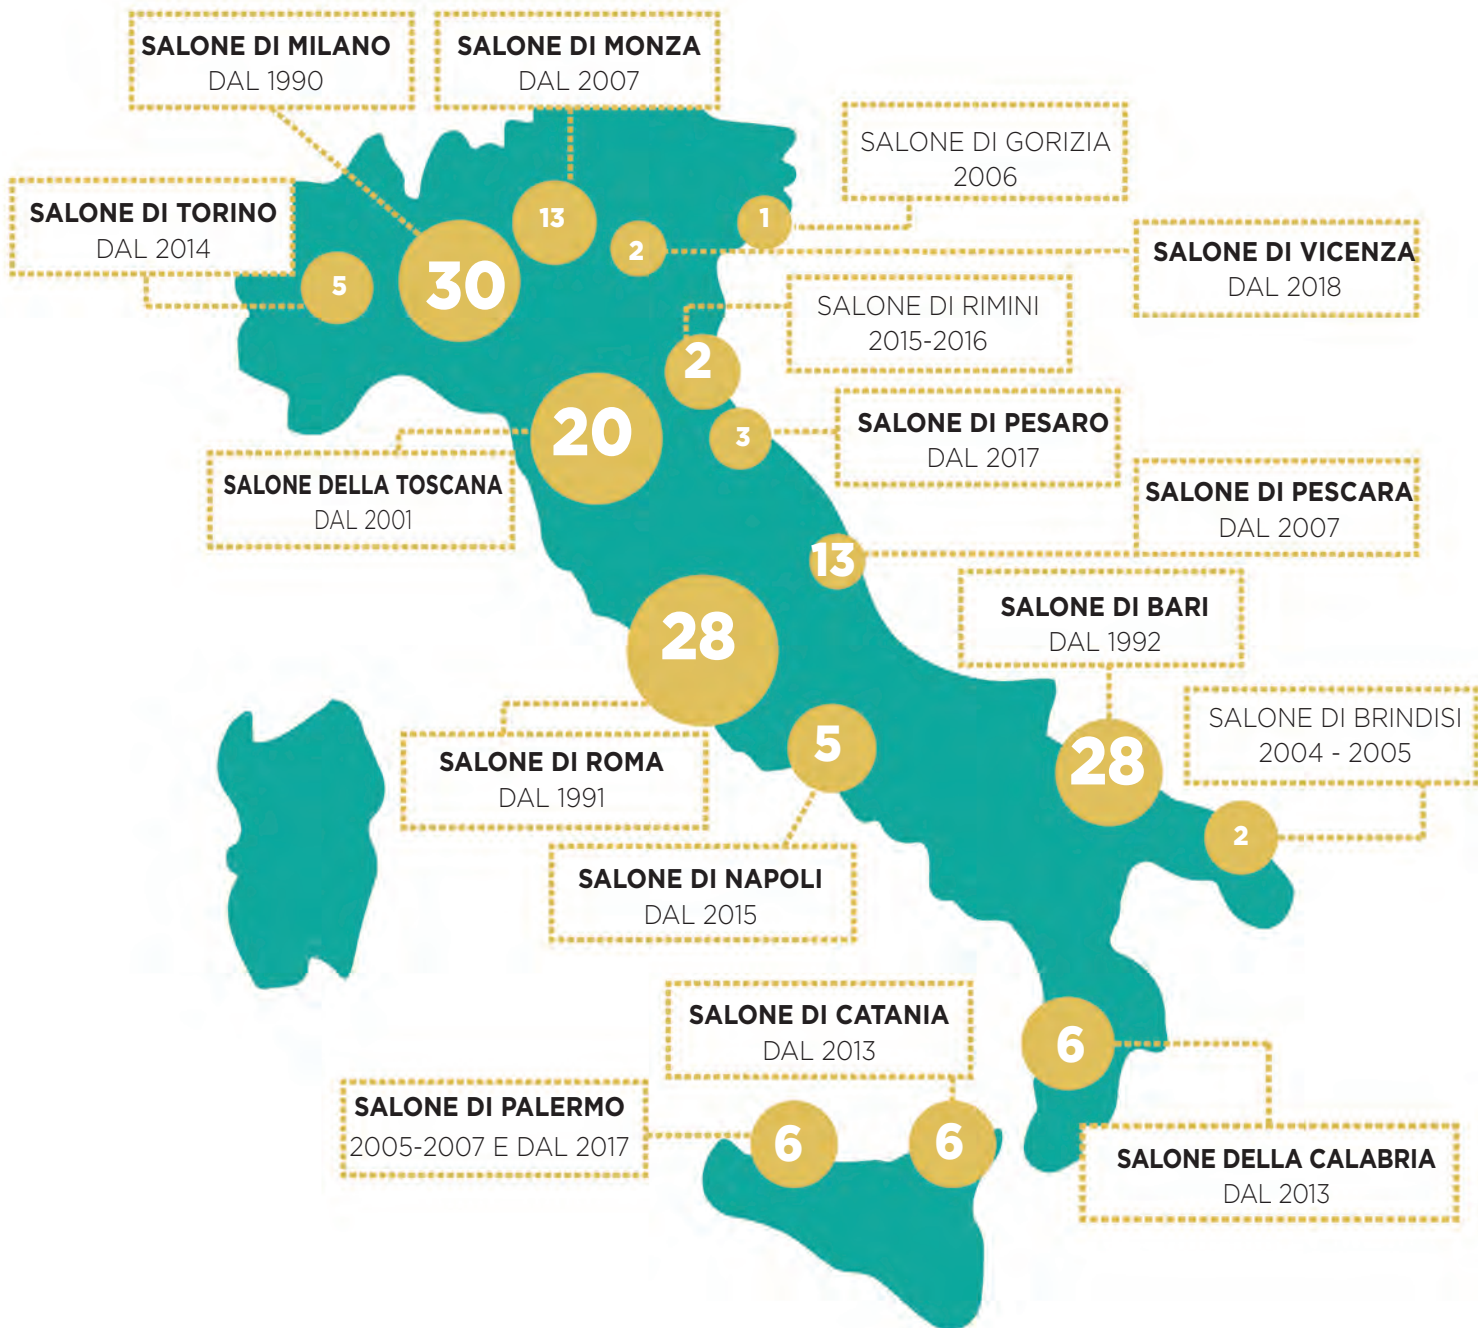 SALONE DI MILANO
DAL 1990
SALONE DI MONZA
DAL 2007
SALONE DI GORIZIA
2006
SALONE DI TORINO
DAL 2014
13
1
2
SALONE DI VICENZA
DAL 2018
5
30
SALONE DI RIMINI
2015-2016
2
20
3
SALONE DI PESARO
DAL 2017
SALONE DELLA TOSCANA
DAL 2001
SALONE DI PESCARA
DAL 2007
13
SALONE DI BARI
DAL 1992
28
SALONE DI BRINDISI
2004 - 2005
SALONE DI ROMA
DAL 1991
5
28
2
SALONE DI NAPOLI
DAL 2015
SALONE DI CATANIA
DAL 2013
6
SALONE DI PALERMO
2005-2007 E DAL 2017
6
6
SALONE DELLA CALABRIA
DAL 2013